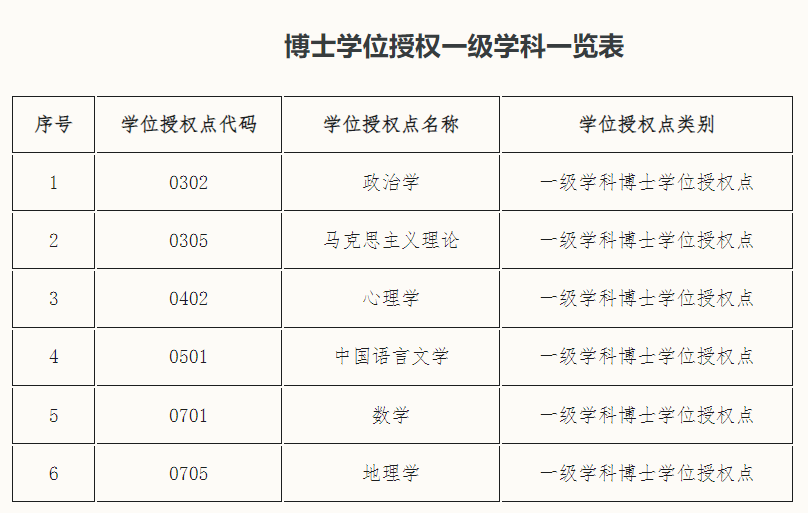 博士学位授权一级学科一览表
序号 学位授权点代码 学位授权点名称 学位授权点类别
1 0302 政治学 一级学科博士学位授权点
2 0305 马克思主义理论 一级学科博士学位授权点
3 0402 心理学 一级学科博士学位授权点
4 0501 中国语言文学 一级学科博士学位授权点
5 0701 数学 一级学科博士学位授权点
6 0705 地理学 一级学科博士学位授权点